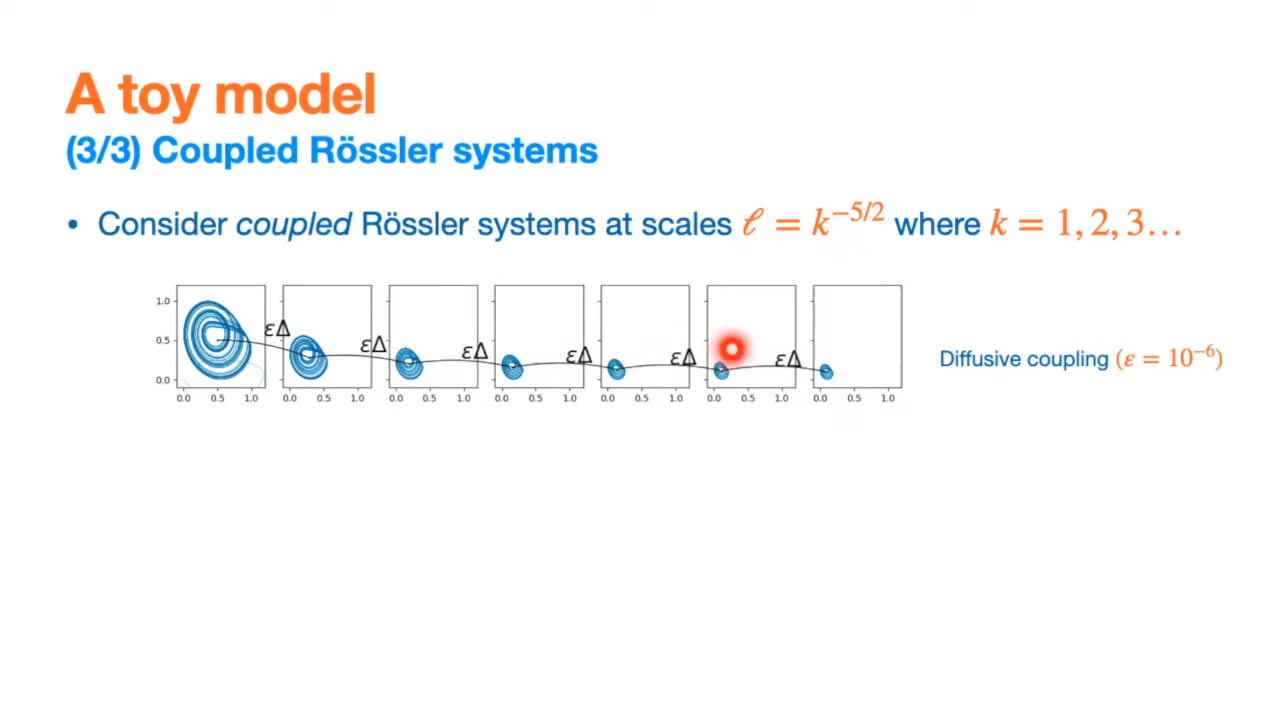 A toy model
(3/3) Coupled Rössler systems
• Consider coupled Rössler systems at scales ℓ = k^{−5/2} where k = 1, 2, 3…
1.0
0.5
0.0
εΔ εΔ εΔ εΔ εΔ εΔ
0.0 0.5 1.0 0.0 0.5 1.0 0.0 0.5 1.0 0.0 0.5 1.0 0.0 0.5 1.0 0.0 0.5 1.0 0.0 0.5 1.0
Diffusive coupling (ε = 10^{−6})